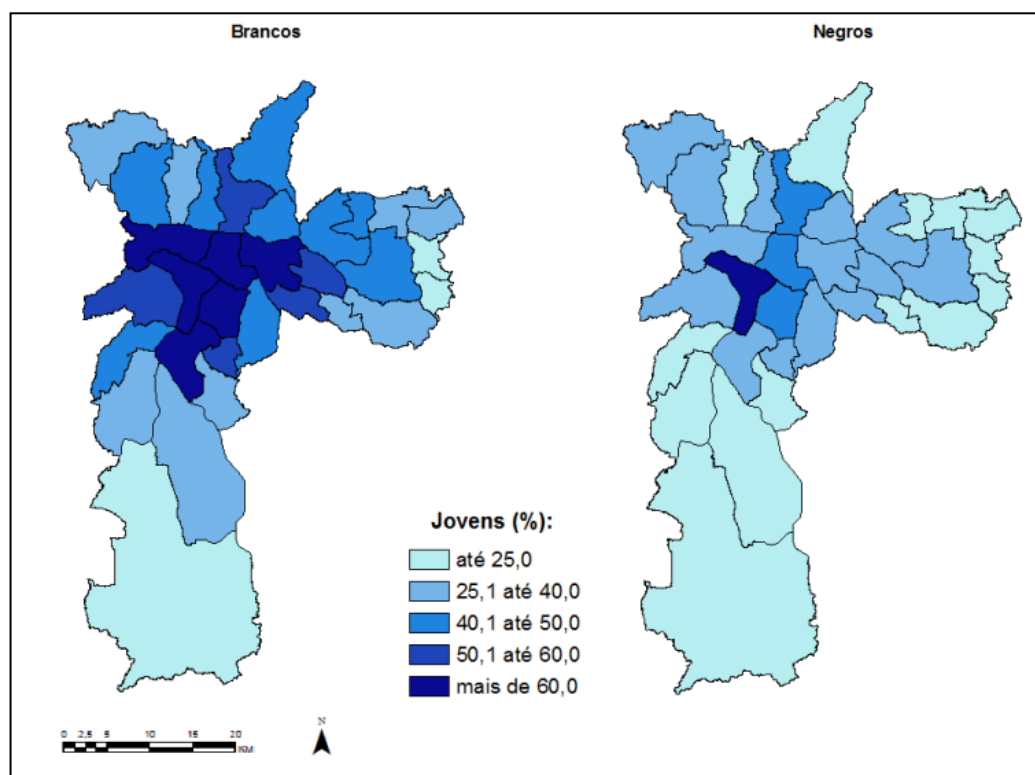 Brancos
Negros
Jovens (%):
até 25,0
25,1 até 40,0
40,1 até 50,0
50,1 até 60,0
mais de 60,0
0 2,5 5 10 15 20
KM
N